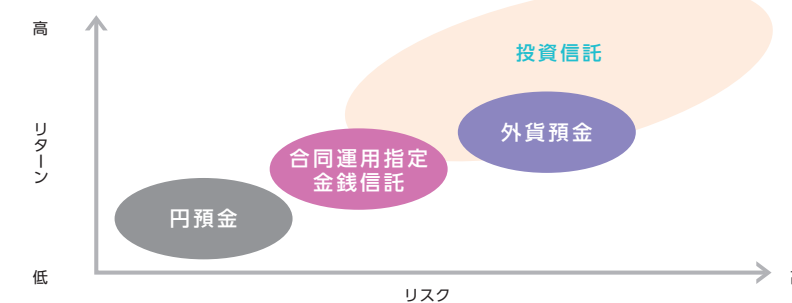 高
投資信託
リターン
外貨預金
合同運用指定
金銭信託
円預金
低
リスク